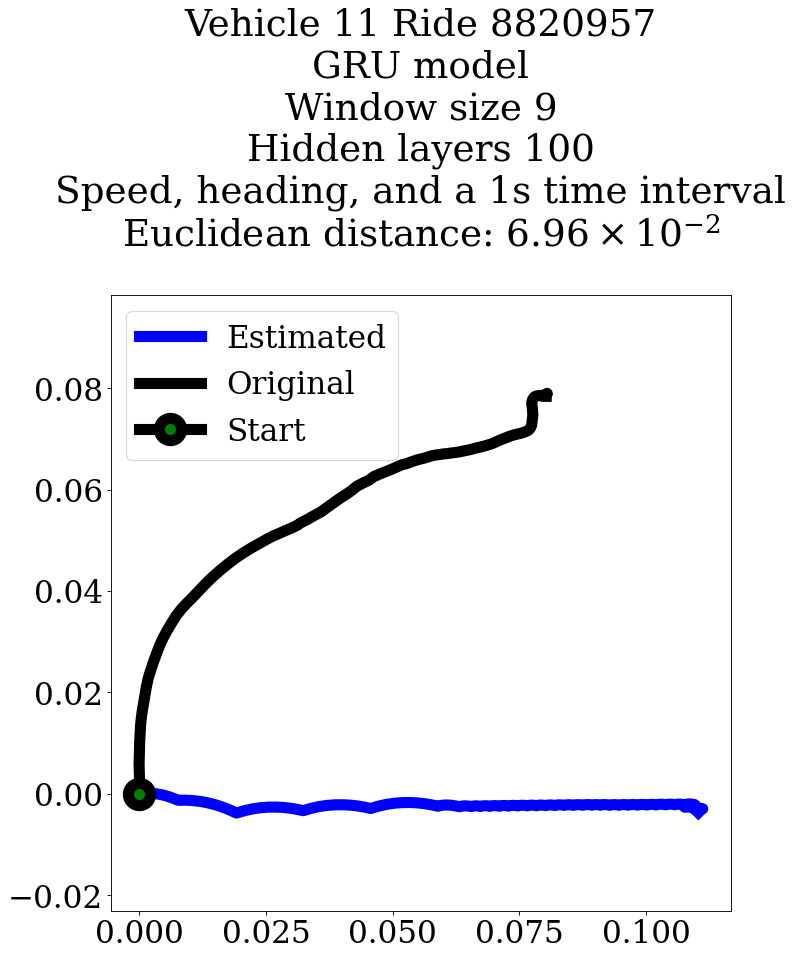 Vehicle 11 Ride 8820957
GRU model
Window size 9
Hidden layers 100
Speed, heading, and a 1s time interval
Euclidean distance: 6.96 × 10⁻²
Estimated
Original
Start
0.08
0.06
0.04
0.02
0.00
−0.02
0.000 0.025 0.050 0.075 0.100